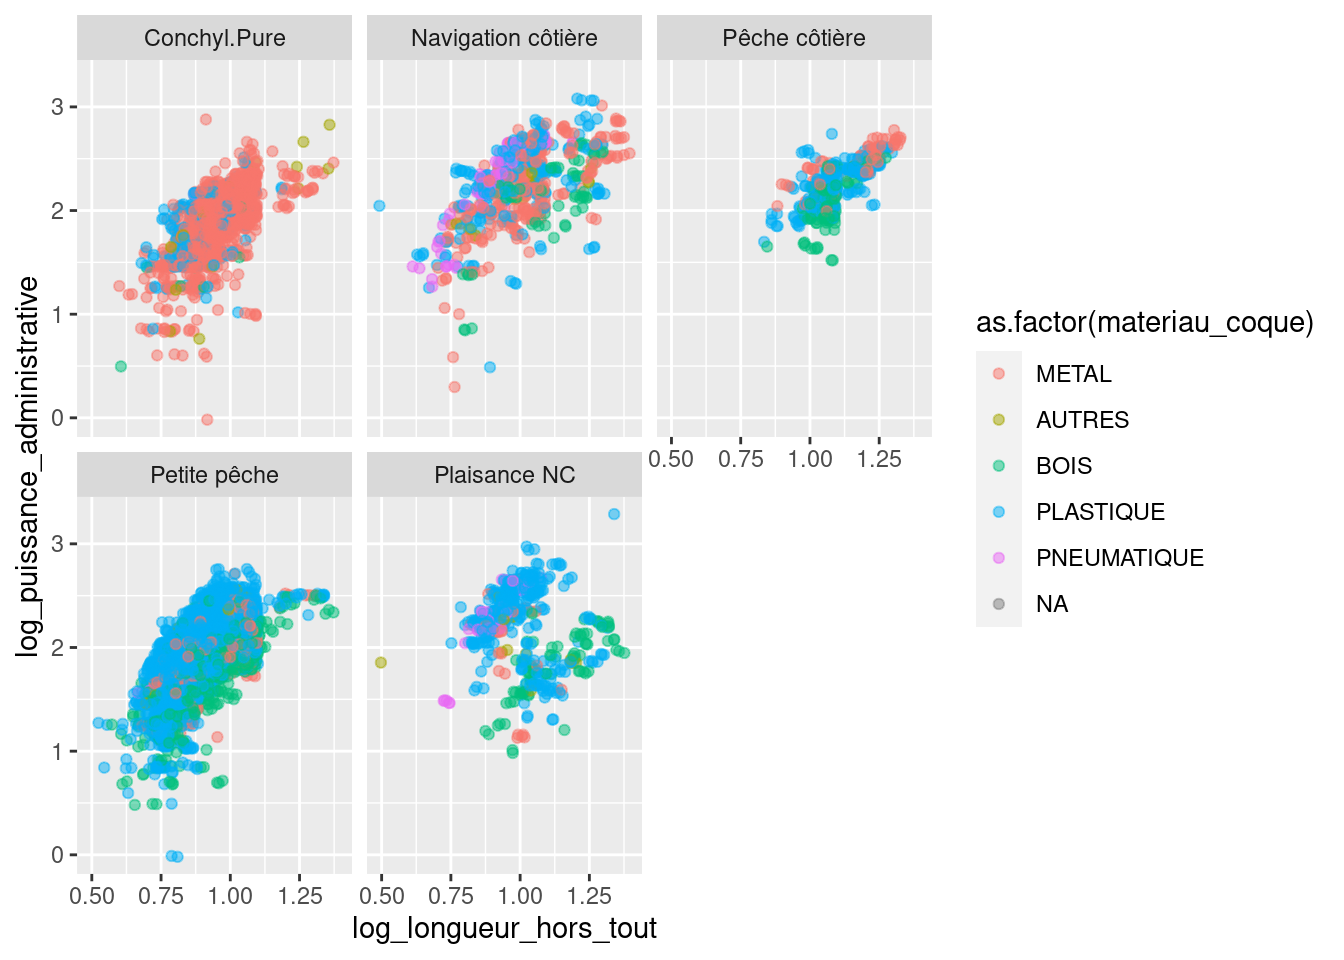 Conchyl.Pure
Navigation côtière
Pêche côtière
3
2
1
0
0.50 0.75 1.00 1.25
Petite pêche
Plaisance NC
3
2
1
0
0.50 0.75 1.00 1.25
0.50 0.75 1.00 1.25
log_longueur_hors_tout
log_puissance_administrative
as.factor(materiau_coque)
METAL
AUTRES
BOIS
PLASTIQUE
PNEUMATIQUE
NA